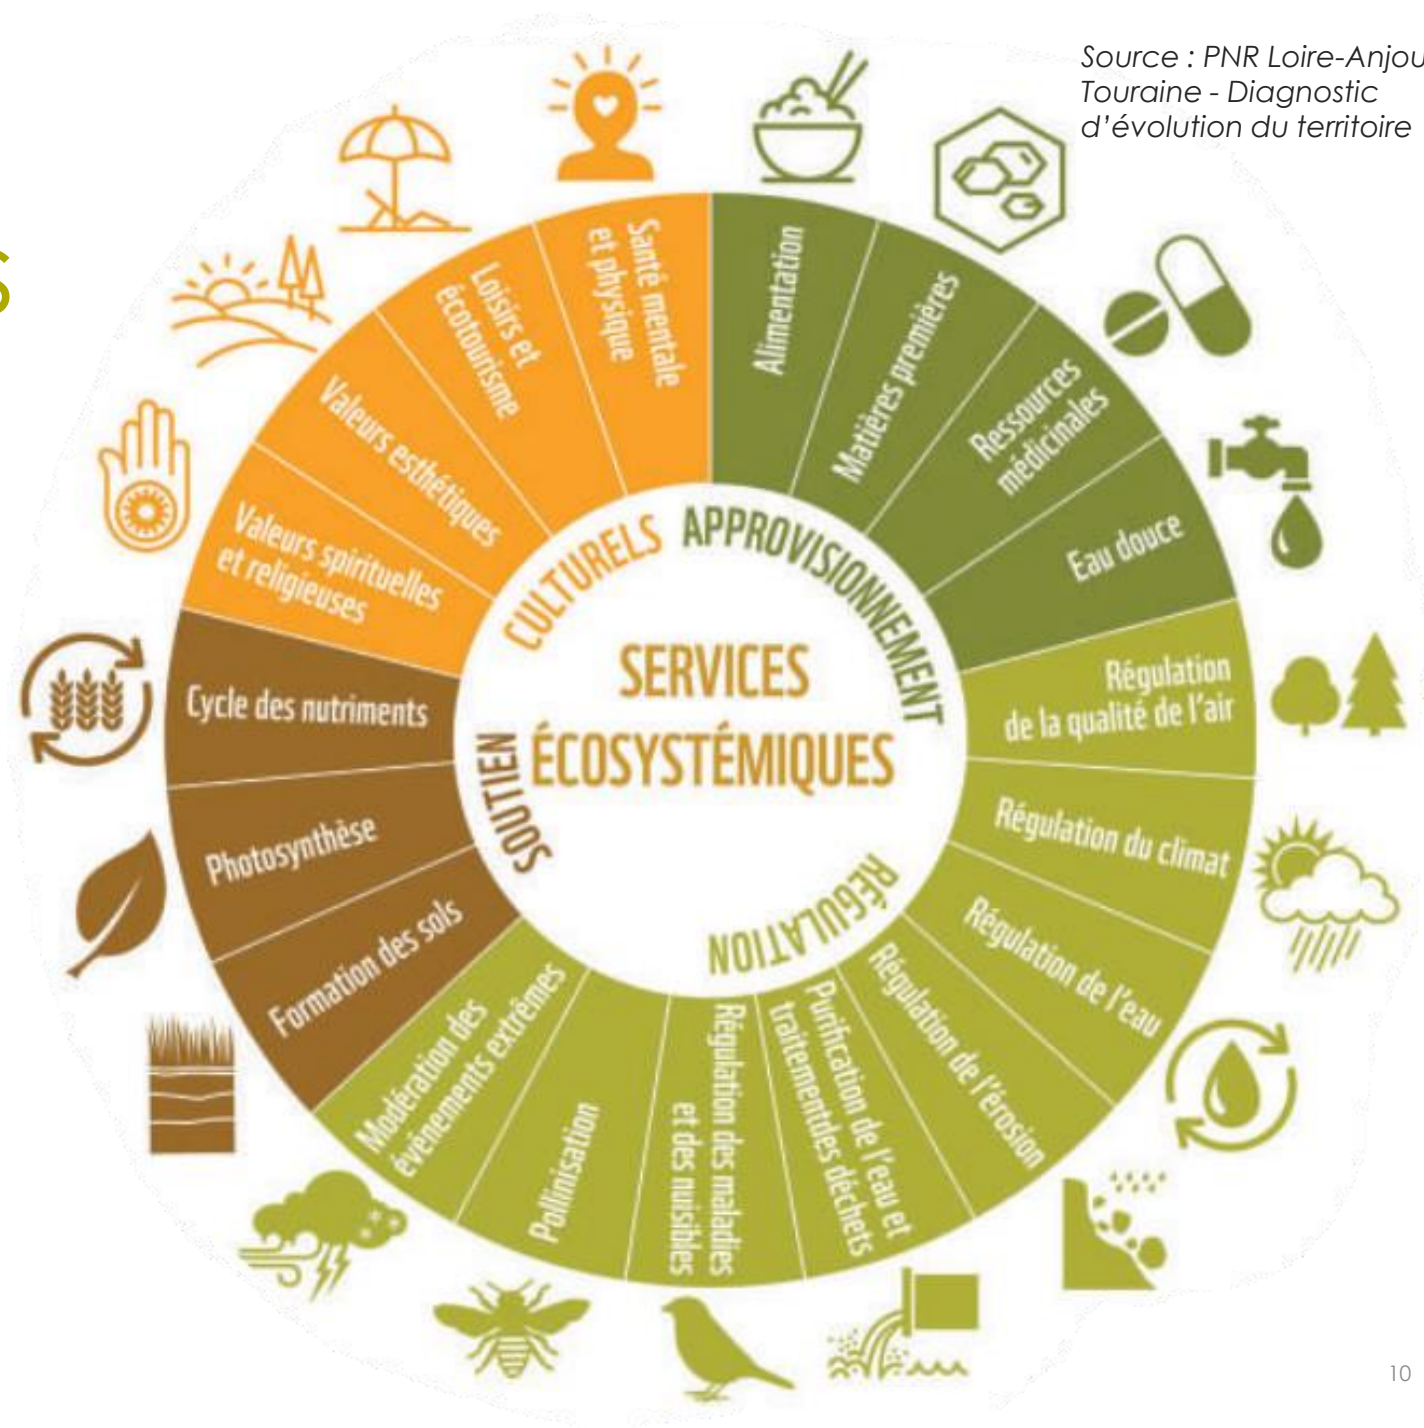 Source : PNR Loire-Anjou
Touraine - Diagnostic
d'évolution du territoire
S
SERVICES
ÉCOSYSTÉMIQUES
APPROVISIONNEMENT
Alimentation
Matières premières
Ressources
médicinales
Eau douce
RÉGULATION
Régulation
de la qualité de l'air
Régulation du climat
Régulation de l'eau
Régulation de l'érosion
Purification de l'eau et
traitementdes déchets
Régulation des maladies
et des nuisibles
Pollinisation
Modération des
événements extrêmes
SOUTIEN
Formation des sols
Photosynthèse
Cycle des nutriments
CULTURELS
Valeurs spirituelles
et religieuses
Valeurs esthétiques
Loisirs et
écotourisme
Santé mentale
et physique
10